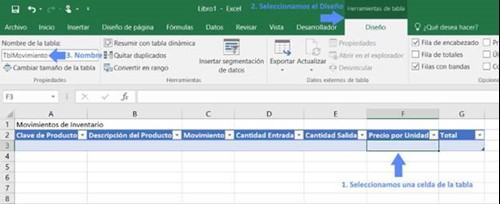 Libro1 - Excel
2. Seleccionamos el Diseño
Herramientas de tabla
Archivo Inicio Insertar Diseño de página Fórmulas Datos Revisar Vista Desarrollador Diseño ¿Qué desea hacer?
Nombre de la tabla:
TblMovimiento
3. Nombre
Cambiar tamaño de la tabla
Propiedades
Resumir con tabla dinámica
Quitar duplicados
Convertir en rango
Herramientas
Insertar segmentación de datos
Exportar Actualizar
Propiedades
Abrir en el explorador
Desvincular
Datos externos de tabla
Fila de encabezado
Fila de totales
Filas con bandas
F3
fx
A B C D E F G
1 Movimientos de Inventario
2 Clave de Producto Descripción del Producto Movimiento Cantidad Entrada Cantidad Salida Precio por Unidad Total
3
4
5
6
7
8
1. Seleccionamos una celda de la tabla